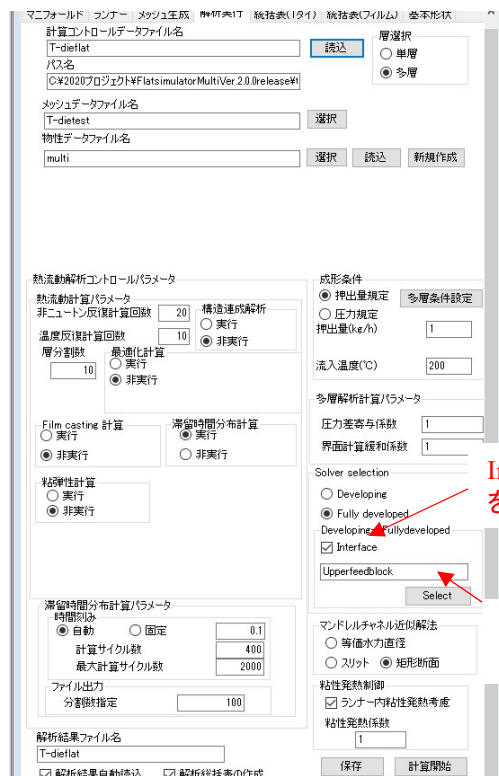 マニフォールド ランナー メッシュ生成 解析実行 統括表(Tダイ) 統括表(フィルム) 基本形状
計算コントロールデータファイル名
T-dieflat
読込
層選択
単層
多層
パス名
C:¥2020プロジェクト¥FlatsimulatorMultiVer.2.0.0release¥t
メッシュデータファイル名
T-dietest
選択
物性データファイル名
multi
選択 読込 新規作成
熱流動解析コントロールパラメータ
熱流動計算パラメータ
非ニュートン反復計算回数 20
温度反復計算回数 10
構造連成解析
実行
非実行
層分割数
10
最適化計算
実行
非実行
Film casting 計算
実行
非実行
滞留時間分布計算
実行
非実行
粘弾性計算
実行
非実行
成形条件
押出量規定
多層条件設定
圧力規定
押出量(kg/h) 1
流入温度(℃) 200
多層解析計算パラメータ
圧力差寄与係数 1
界面計算緩和係数 1
Solver selection
Developing
Fully developed
Interface
Upperfeedblock
Select
を
滞留時間分布計算パラメータ
時間刻み
自動 固定 0.1
計算サイクル数 400
最大計算サイクル数 2000
ファイル出力
分割数指定 100
マンドレルチャネル近似解法
等価水力直径
スリット 矩形断面
粘性発熱制御
ランナー内粘性発熱考慮
粘性発熱係数
1
解析結果ファイル名
T-dieflat
解析結果自動読込 解析総括表の作成
保存 計算開始